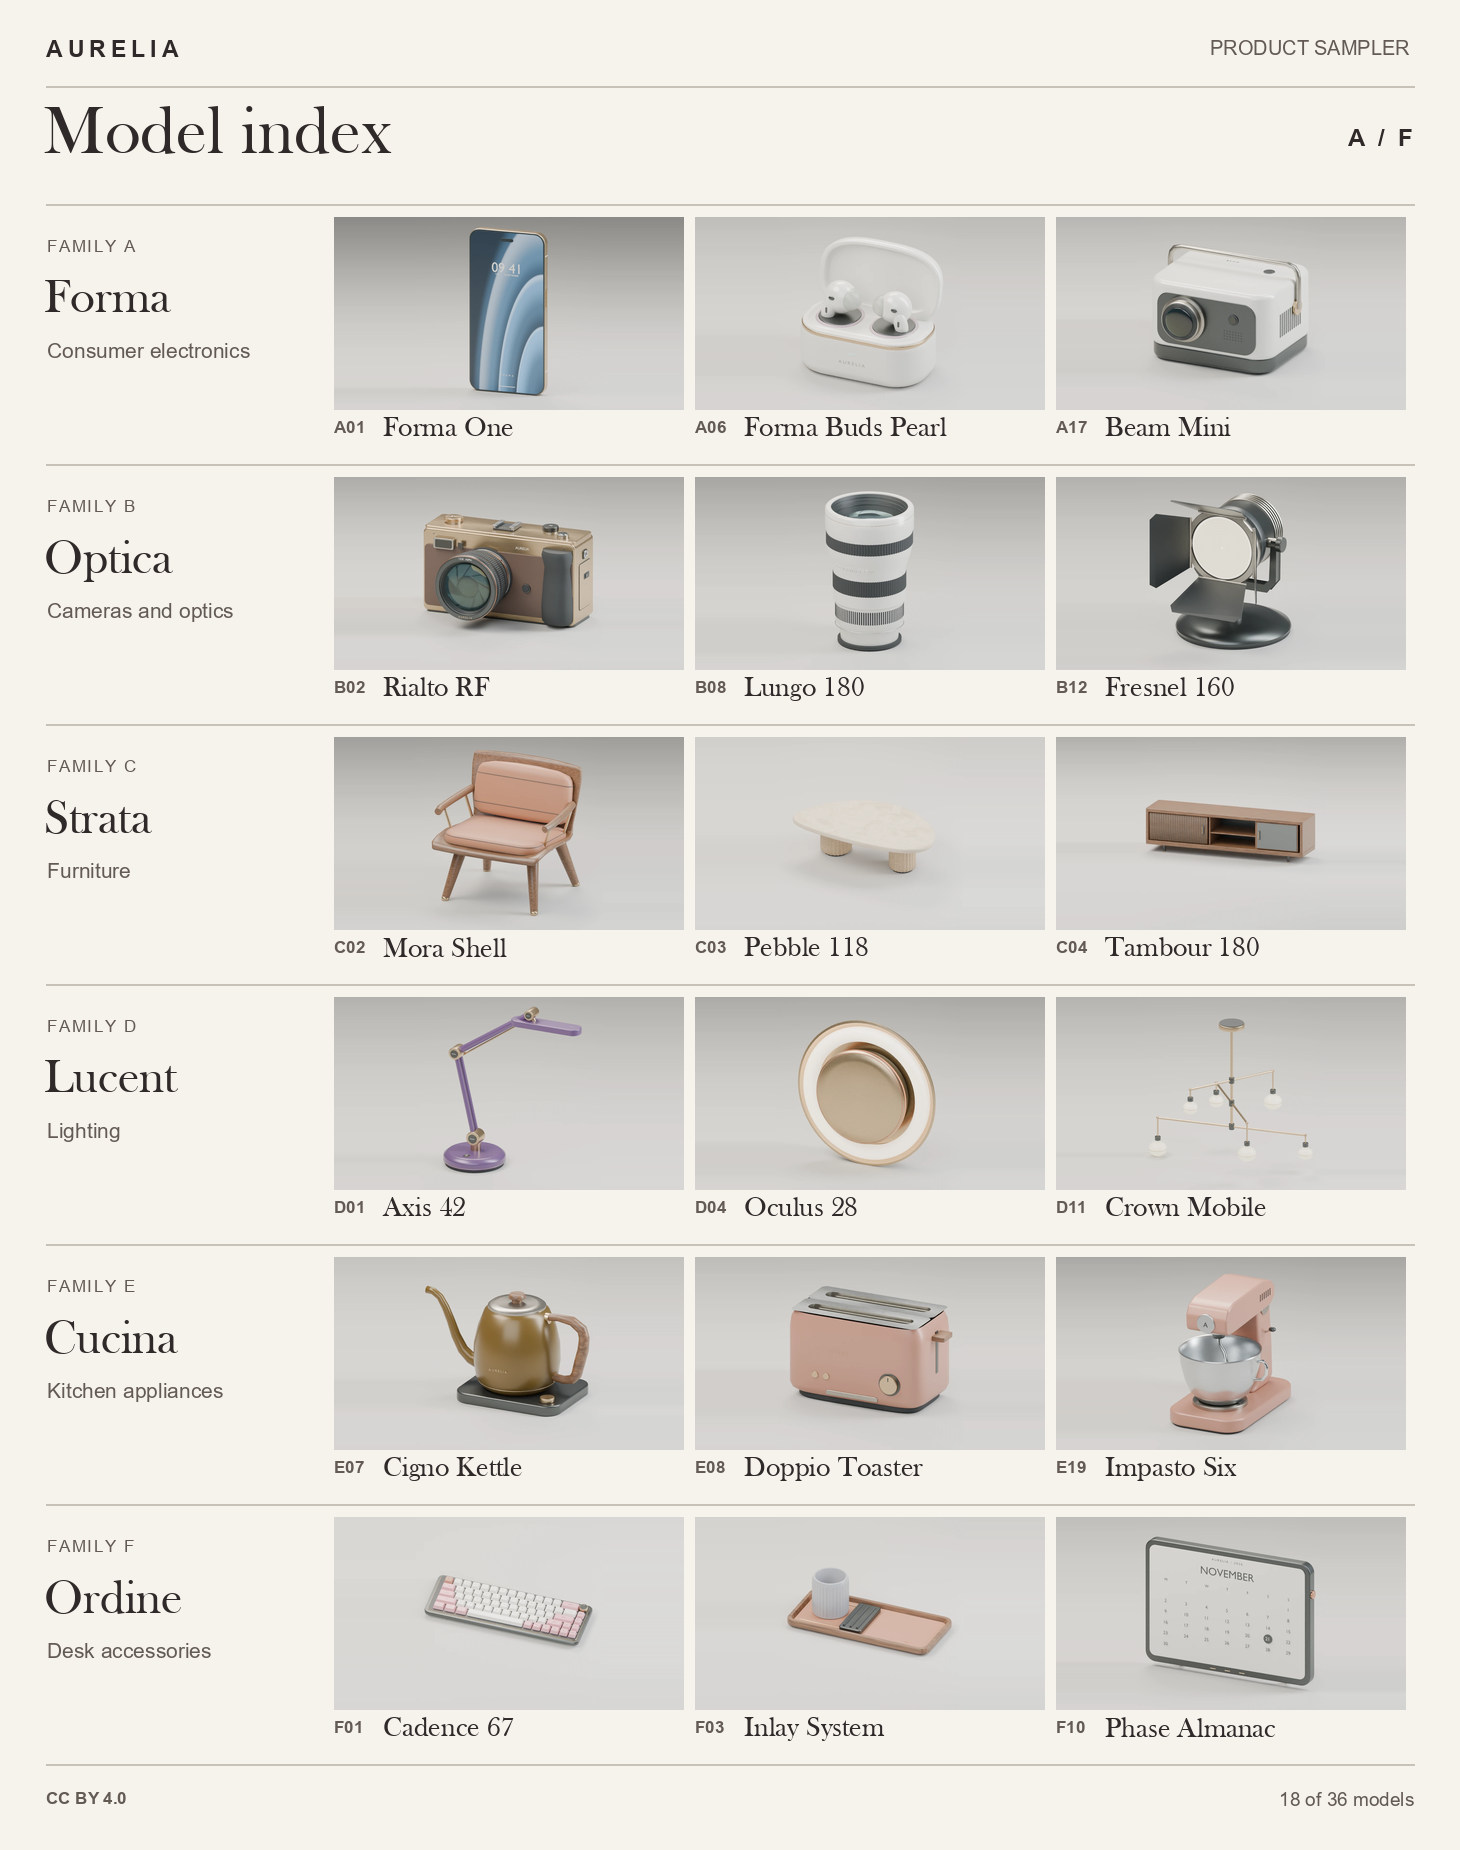 AURELIA
PRODUCT SAMPLER
Model index
A / F
FAMILY A
Forma
Consumer electronics
09 41
AURELIA
A01 Forma One
A06 Forma Buds Pearl
A17 Beam Mini
FAMILY B
Optica
Cameras and optics
B02 Rialto RF
B08 Lungo 180
B12 Fresnel 160
FAMILY C
Strata
Furniture
C02 Mora Shell
C03 Pebble 118
C04 Tambour 180
FAMILY D
Lucent
Lighting
D01 Axis 42
D04 Oculus 28
D11 Crown Mobile
FAMILY E
Cucina
Kitchen appliances
AURELIA
A
E07 Cigno Kettle
E08 Doppio Toaster
E19 Impasto Six
FAMILY F
Ordine
Desk accessories
NOVEMBER
F01 Cadence 67
F03 Inlay System
F10 Phase Almanac
CC BY 4.0
18 of 36 models